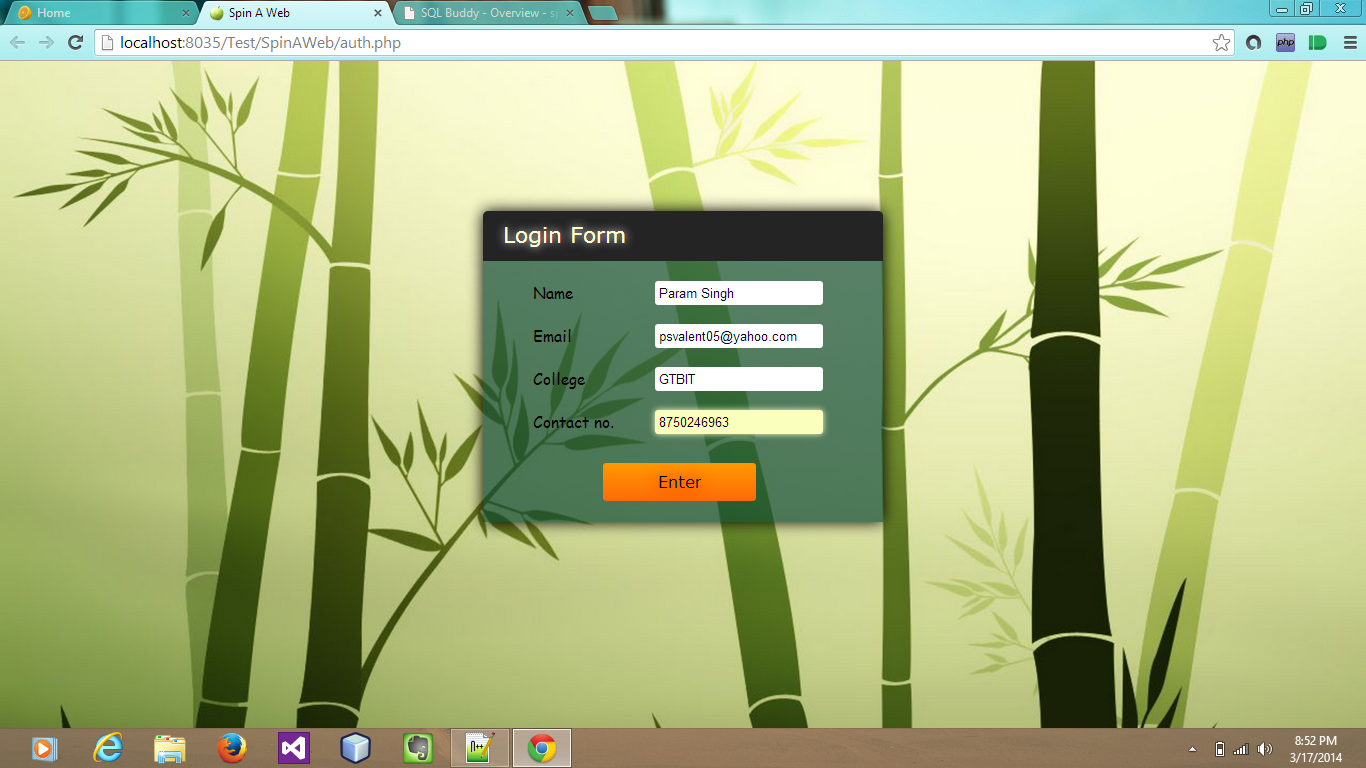 Home
Spin A Web
SQL Buddy - Overview - s
localhost:8035/Test/SpinAWeb/auth.php
php
Login Form
Name Param Singh
Email psvalent05@yahoo.com
College GTBIT
Contact no. 8750246963
Enter
8:52 PM
3/17/2014